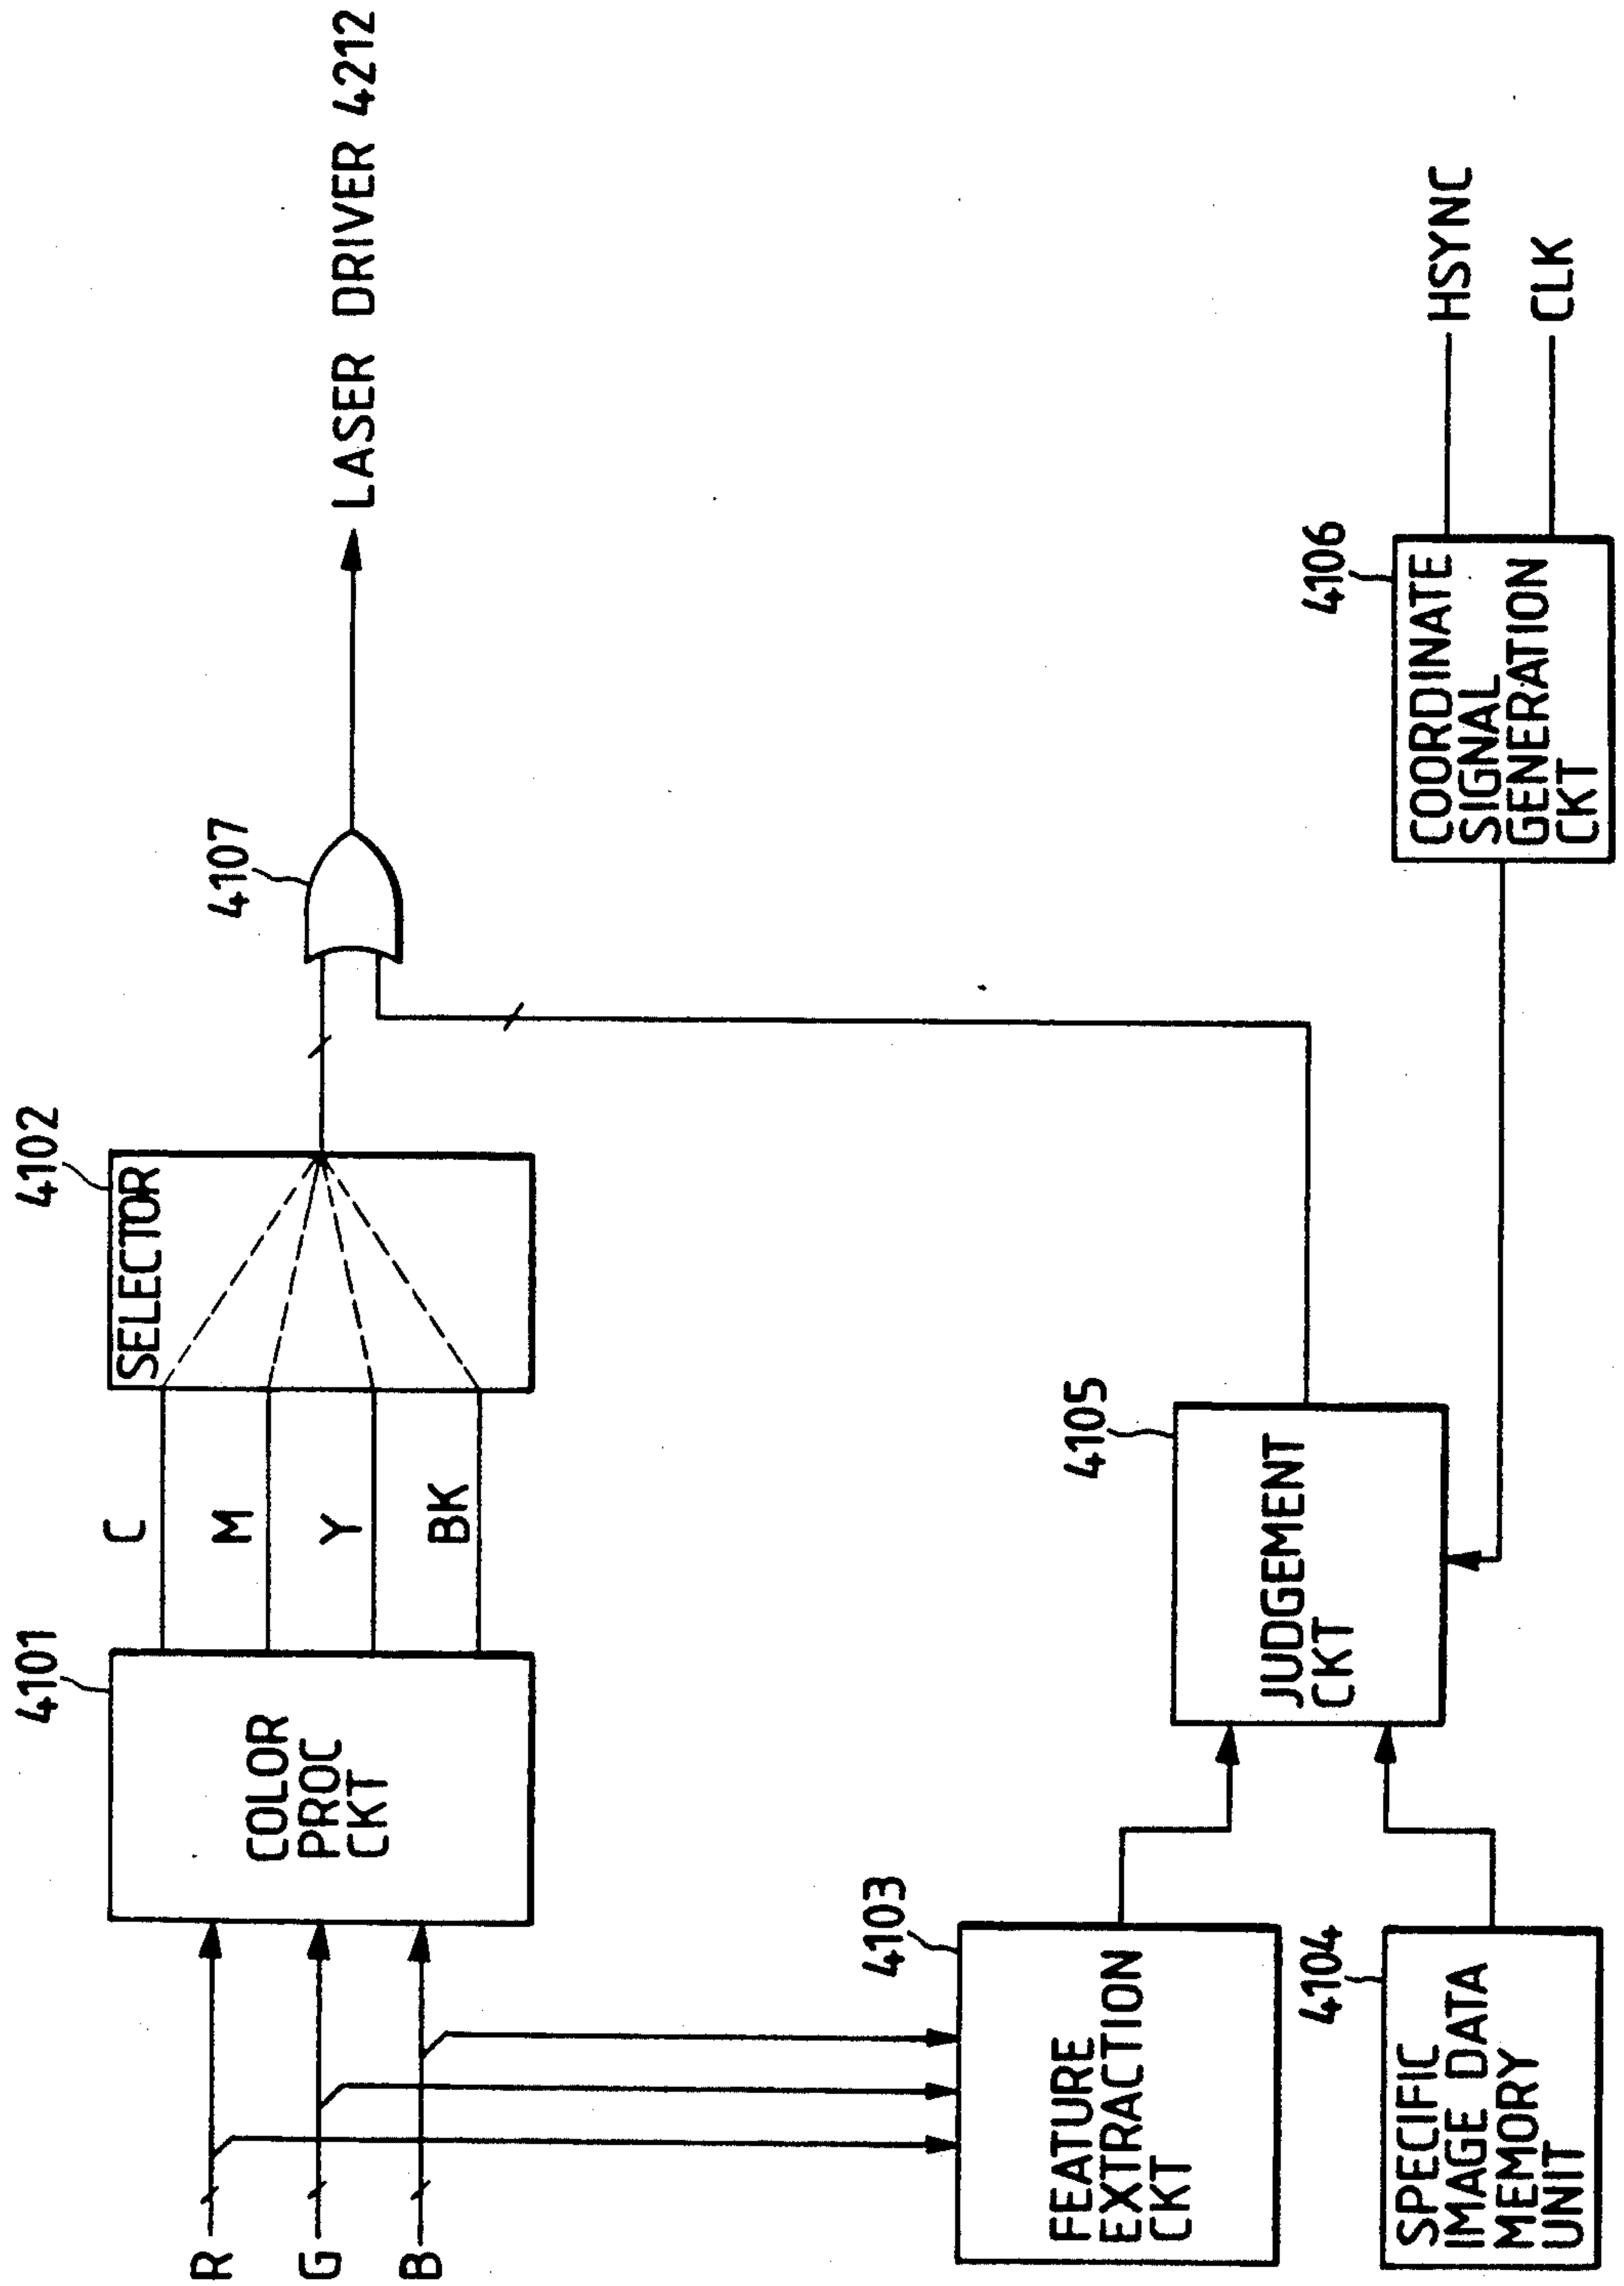 R
G
B
4101
COLOR
PROC
CKT
C
M
Y
BK
4102
SELECTOR
4107
LASER DRIVER 4212
4103
FEATURE
EXTRACTION
CKT
4104
SPECIFIC
IMAGE DATA
MEMORY
UNIT
4105
JUDGEMENT
CKT
4106
COORDINATE
SIGNAL
GENERATION
CKT
HSYNC
CLK